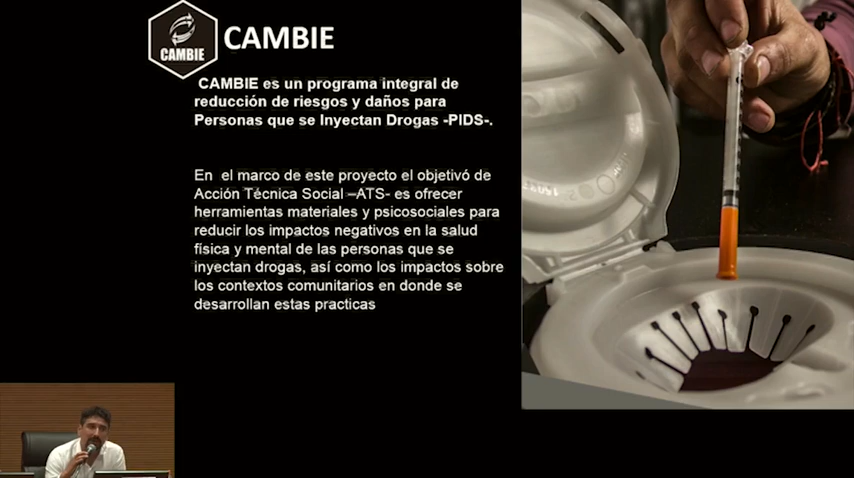 CAMBIE
CAMBIE
CAMBIE es un programa integral de
reducción de riesgos y daños para
Personas que se Inyectan Drogas -PIDS-.
En el marco de este proyecto el objetivó de
Acción Técnica Social –ATS- es ofrecer
herramientas materiales y psicosociales para
reducir los impactos negativos en la salud
física y mental de las personas que se
inyectan drogas, así como los impactos sobre
los contextos comunitarios en donde se
desarrollan estas practicas